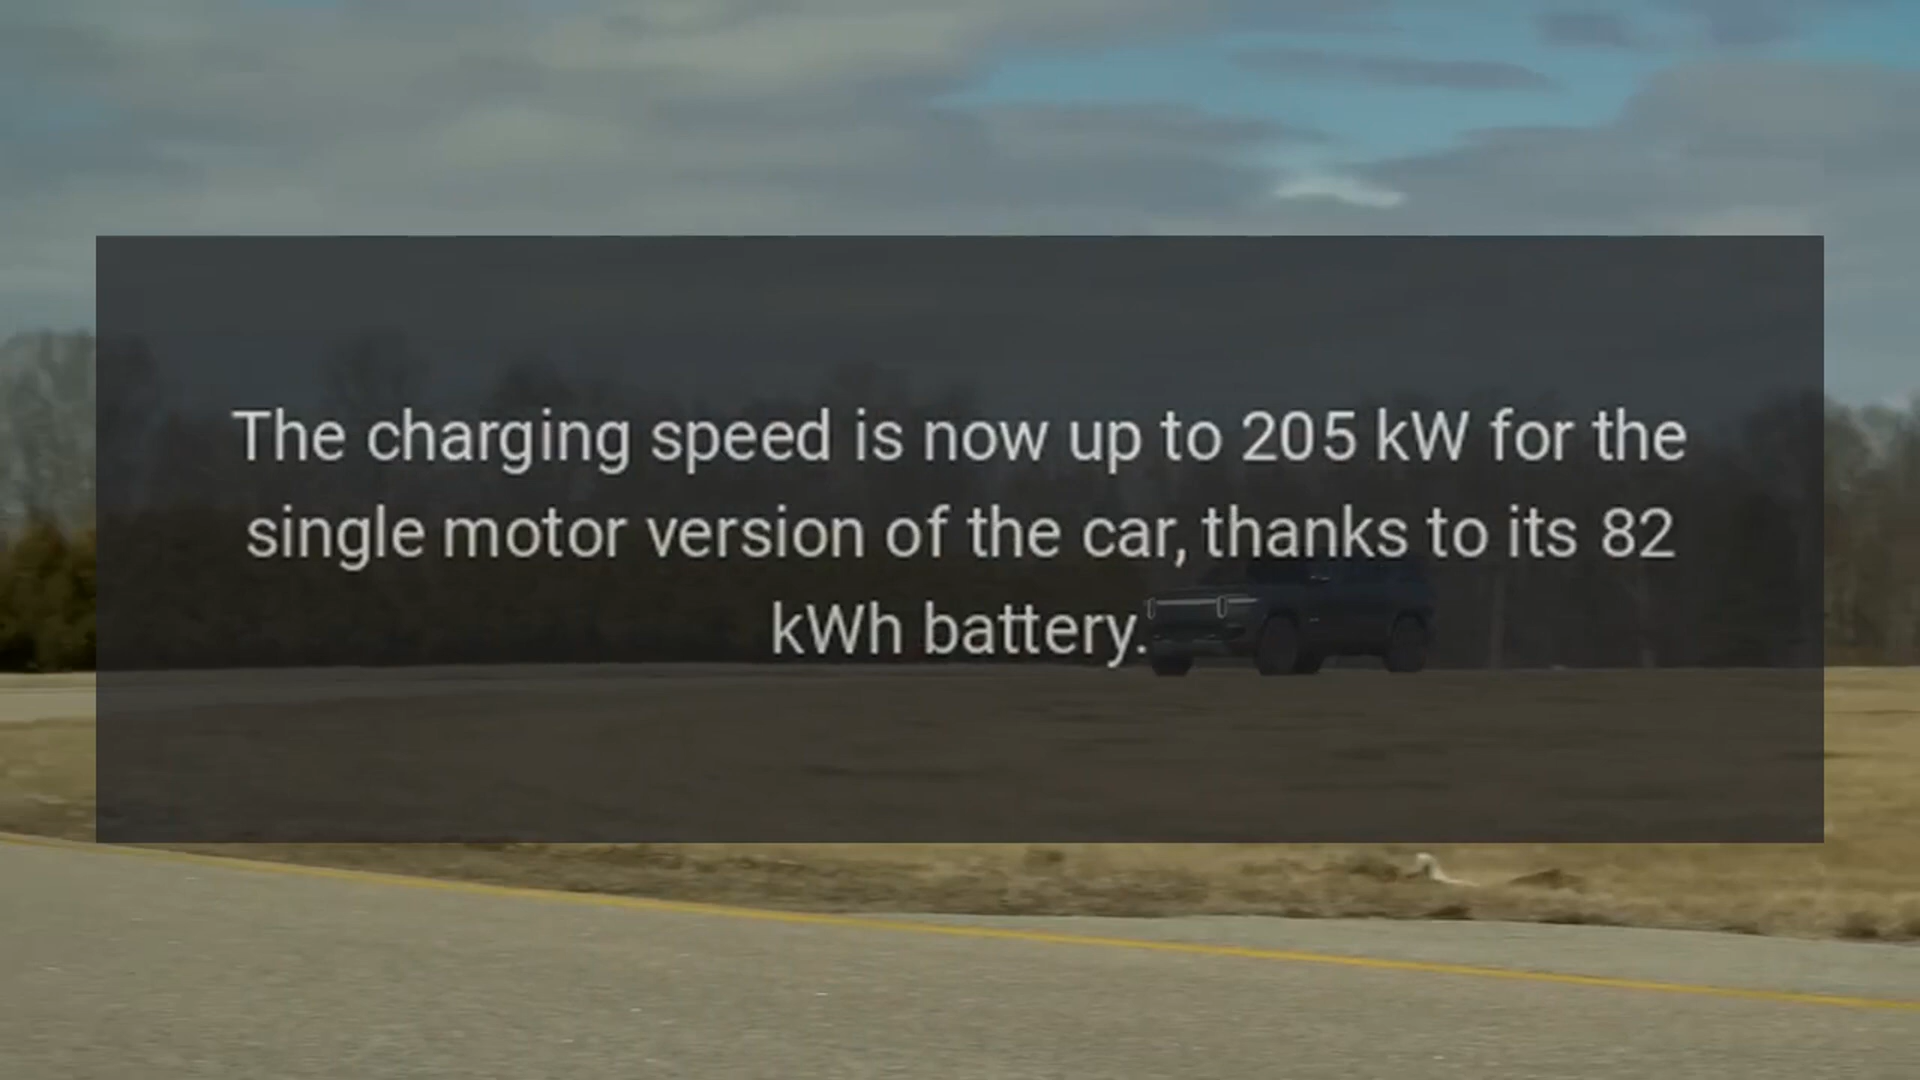 The charging speed is now up to 205 kW for the
single motor version of the car, thanks to its 82
kWh battery.